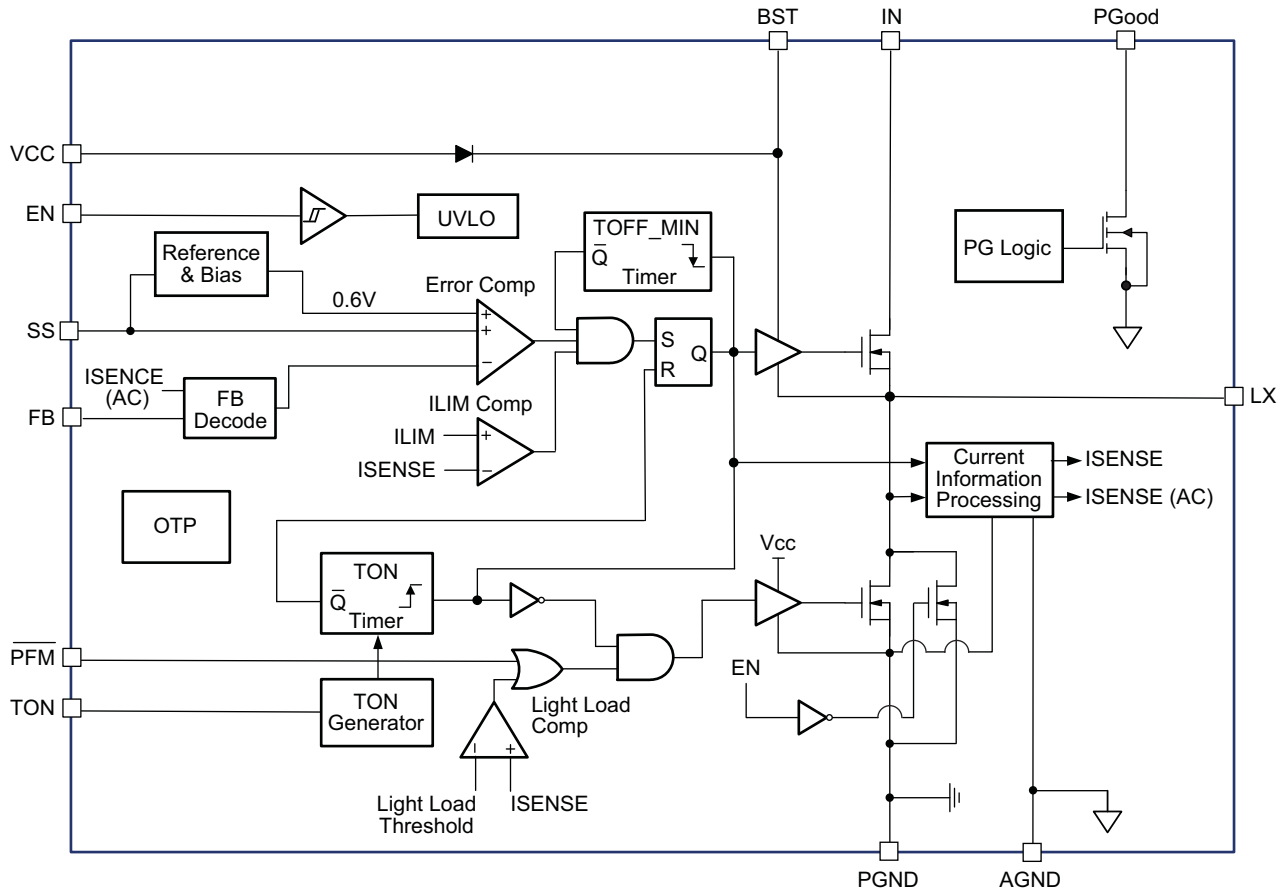 BST
IN
PGood
VCC
EN
UVLO
TOFF_MIN
Q̅
Timer
PG Logic
Reference
& Bias
Error Comp
0.6V
+
+
−
SS
S
Q
R
ISENCE
(AC)
FB
Decode
FB
ILIM Comp
ILIM
+
ISENSE
−
LX
Current
Information
Processing
ISENSE
ISENSE (AC)
OTP
Vcc
TON
Q̅
Timer
P̅F̅M̅
EN
TON
TON
Generator
Light Load
Comp
−
+
Light Load
Threshold
ISENSE
PGND
AGND